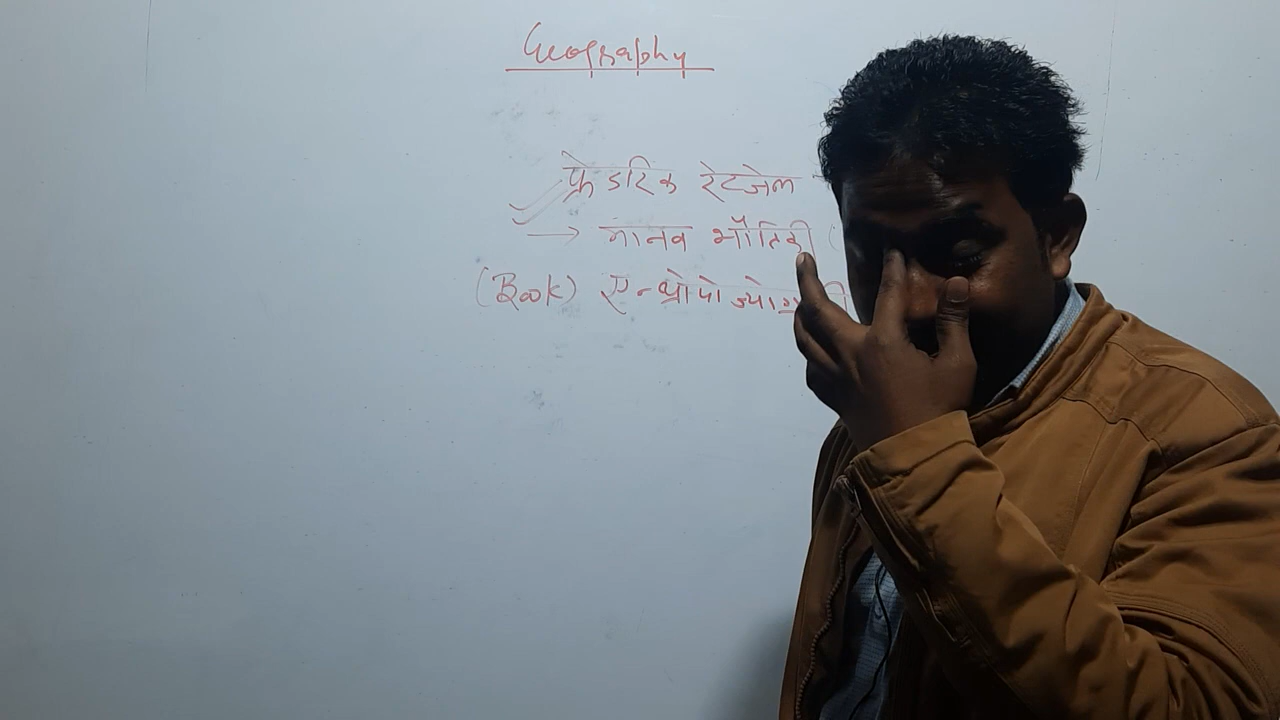 Geography
फ्रेडरिक रेटजेल
→ मानव भौतिकी
(Book) एन्थ्रोपोज्योग्राफी